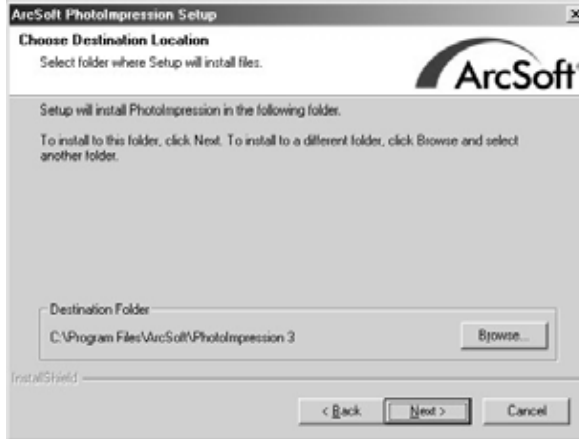 ArcSoft PhotoImpression Setup
Choose Destination Location
Select folder where Setup will install files.
ArcSoft
Setup will install PhotoImpression in the following folder.
To install to this folder, click Next. To install to a different folder, click Browse and select
another folder.
Destination Folder
C:\Program Files\ArcSoft\PhotoImpression 3
Browse...
InstallShield
< Back
Next >
Cancel